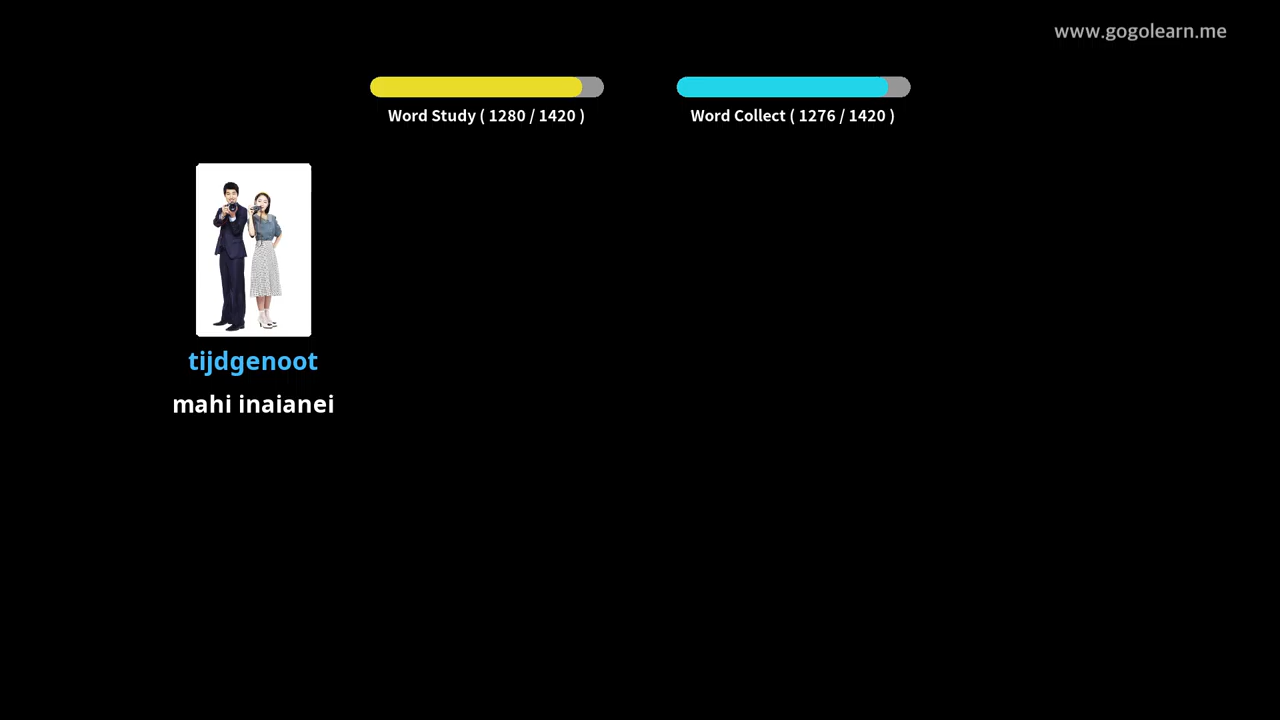 www.gogolearn.me
Word Study ( 1280 / 1420 )
Word Collect ( 1276 / 1420 )
tijdgenoot
mahi inaianei